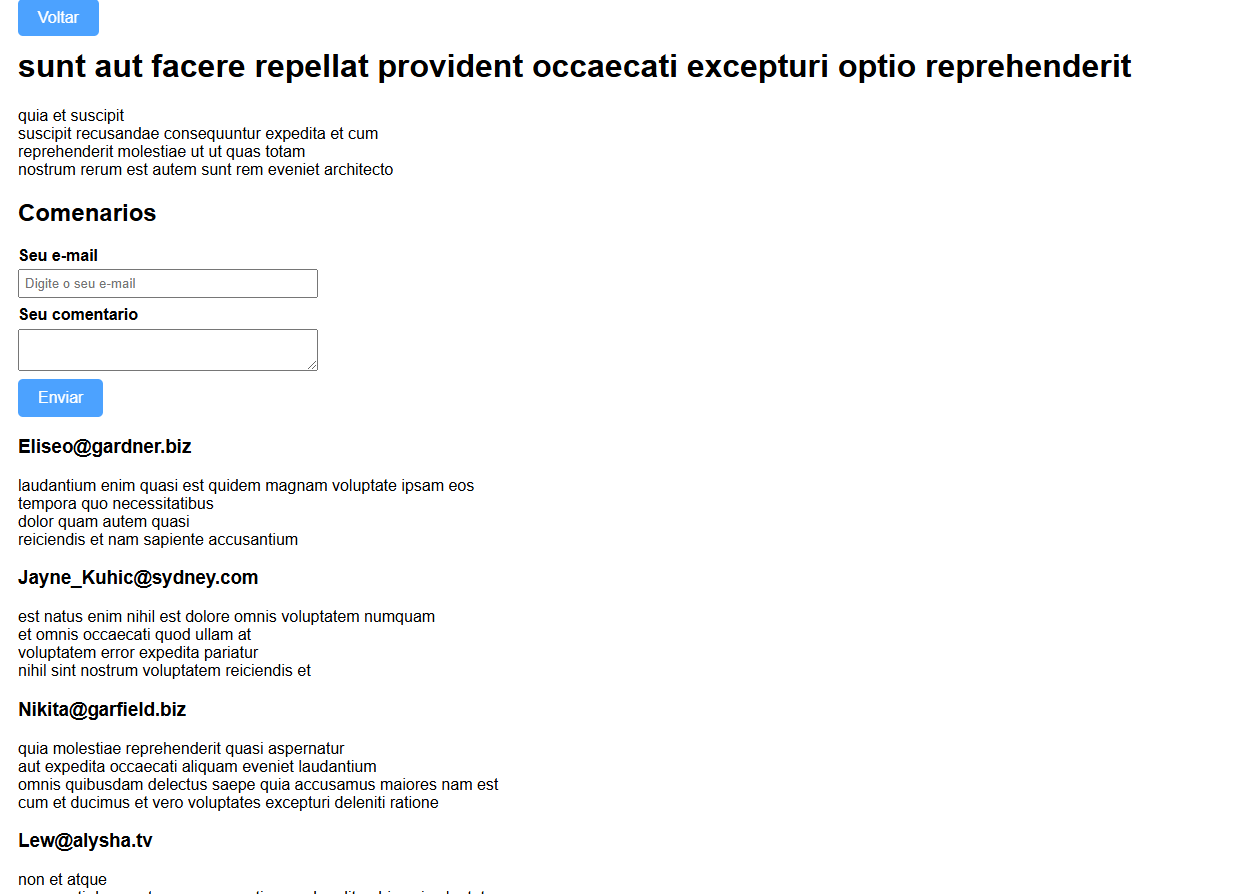 Voltar
sunt aut facere repellat provident occaecati excepturi optio reprehenderit
quia et suscipit
suscipit recusandae consequuntur expedita et cum
reprehenderit molestiae ut ut quas totam
nostrum rerum est autem sunt rem eveniet architecto
Comenarios
Seu e-mail
Digite o seu e-mail
Seu comentario
Enviar
Eliseo@gardner.biz
laudantium enim quasi est quidem magnam voluptate ipsam eos
tempora quo necessitatibus
dolor quam autem quasi
reiciendis et nam sapiente accusantium
Jayne_Kuhic@sydney.com
est natus enim nihil est dolore omnis voluptatem numquam
et omnis occaecati quod ullam at
voluptatem error expedita pariatur
nihil sint nostrum voluptatem reiciendis et
Nikita@garfield.biz
quia molestiae reprehenderit quasi aspernatur
aut expedita occaecati aliquam eveniet laudantium
omnis quibusdam delectus saepe quia accusamus maiores nam est
cum et ducimus et vero voluptates excepturi deleniti ratione
Lew@alysha.tv
non et atque